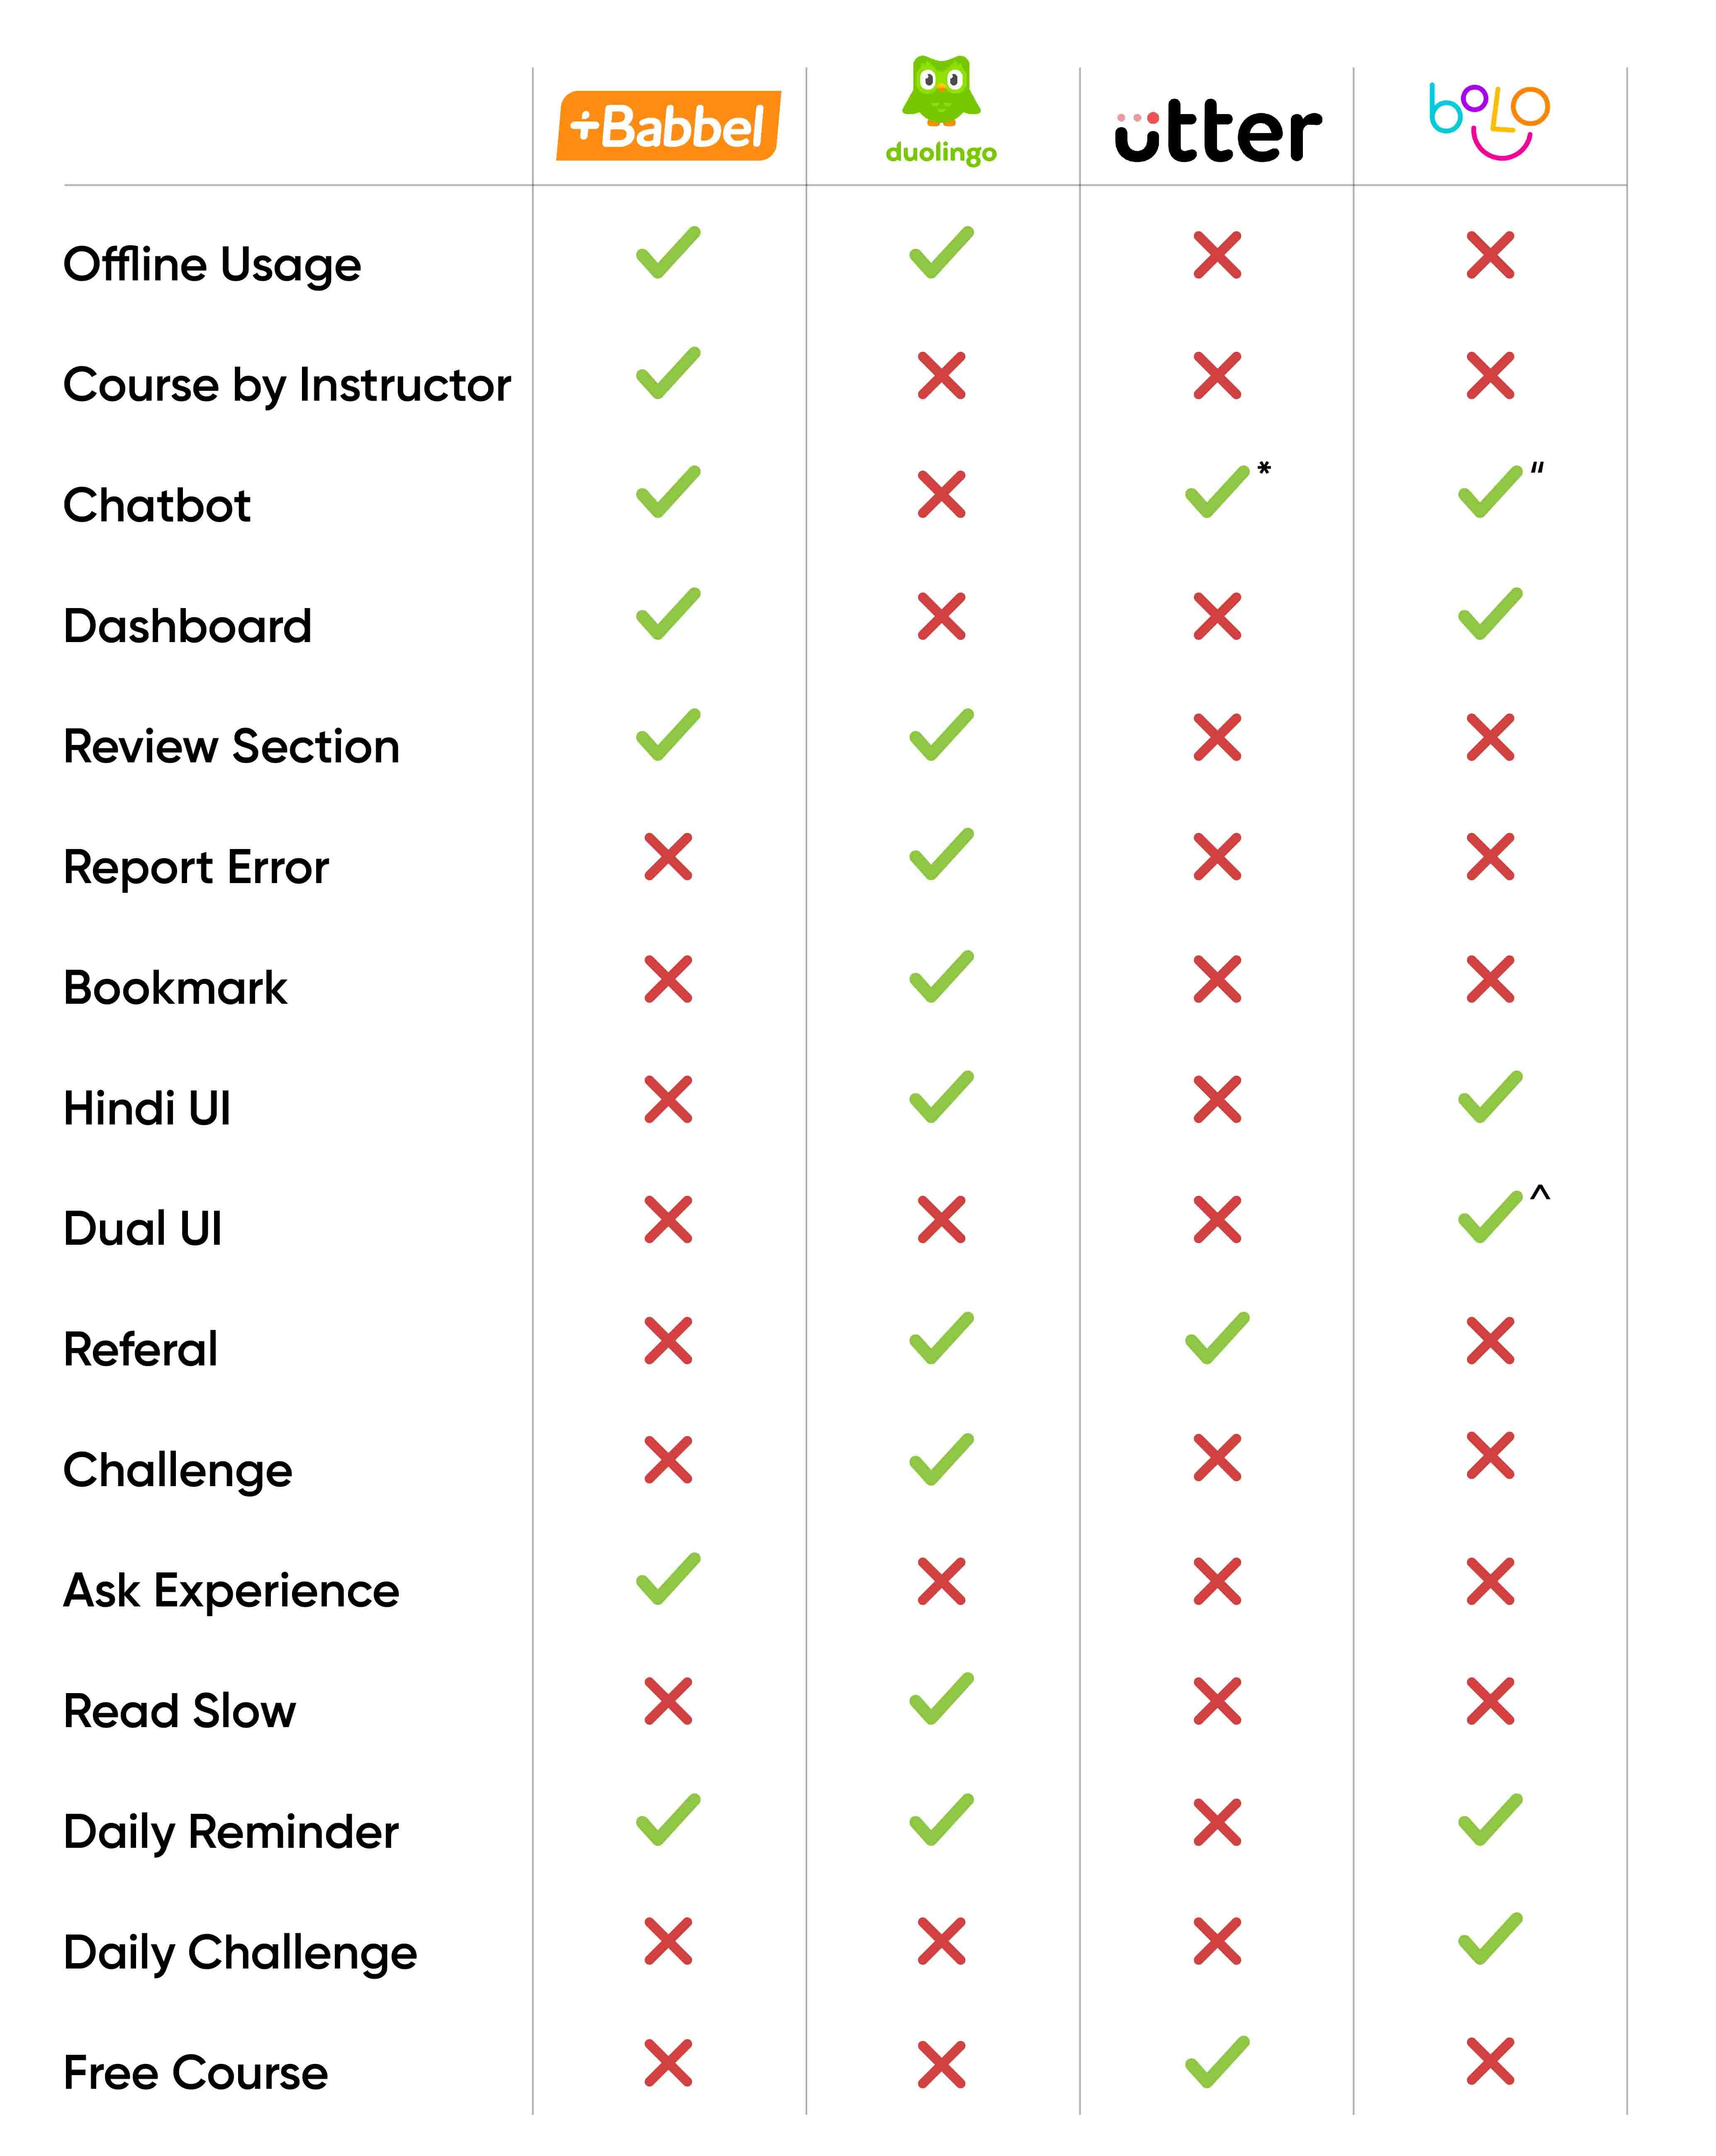 +Babbel
duolingo
utter
bolo
Offline Usage
Course by Instructor
Chatbot * "
Dashboard
Review Section
Report Error
Bookmark
Hindi UI
Dual UI ^
Referal
Challenge
Ask Experience
Read Slow
Daily Reminder
Daily Challenge
Free Course